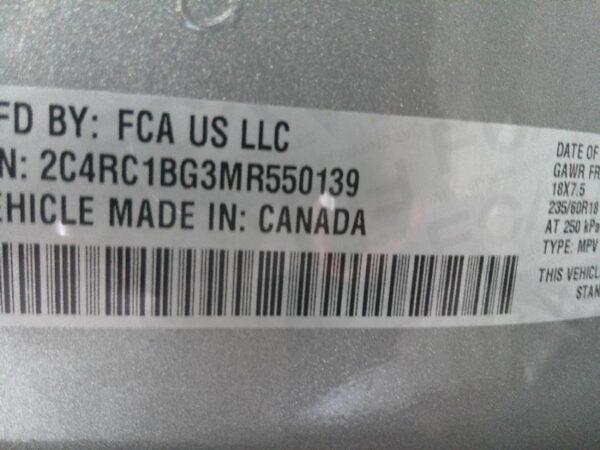 FD BY: FCA US LLC
N: 2C4RC1BG3MR550139
EHICLE MADE IN: CANADA
DATE OF
GAWR FR
18X7.5
235/60R18
AT 250 kPa
TYPE: MPV
THIS VEHICL
STAN